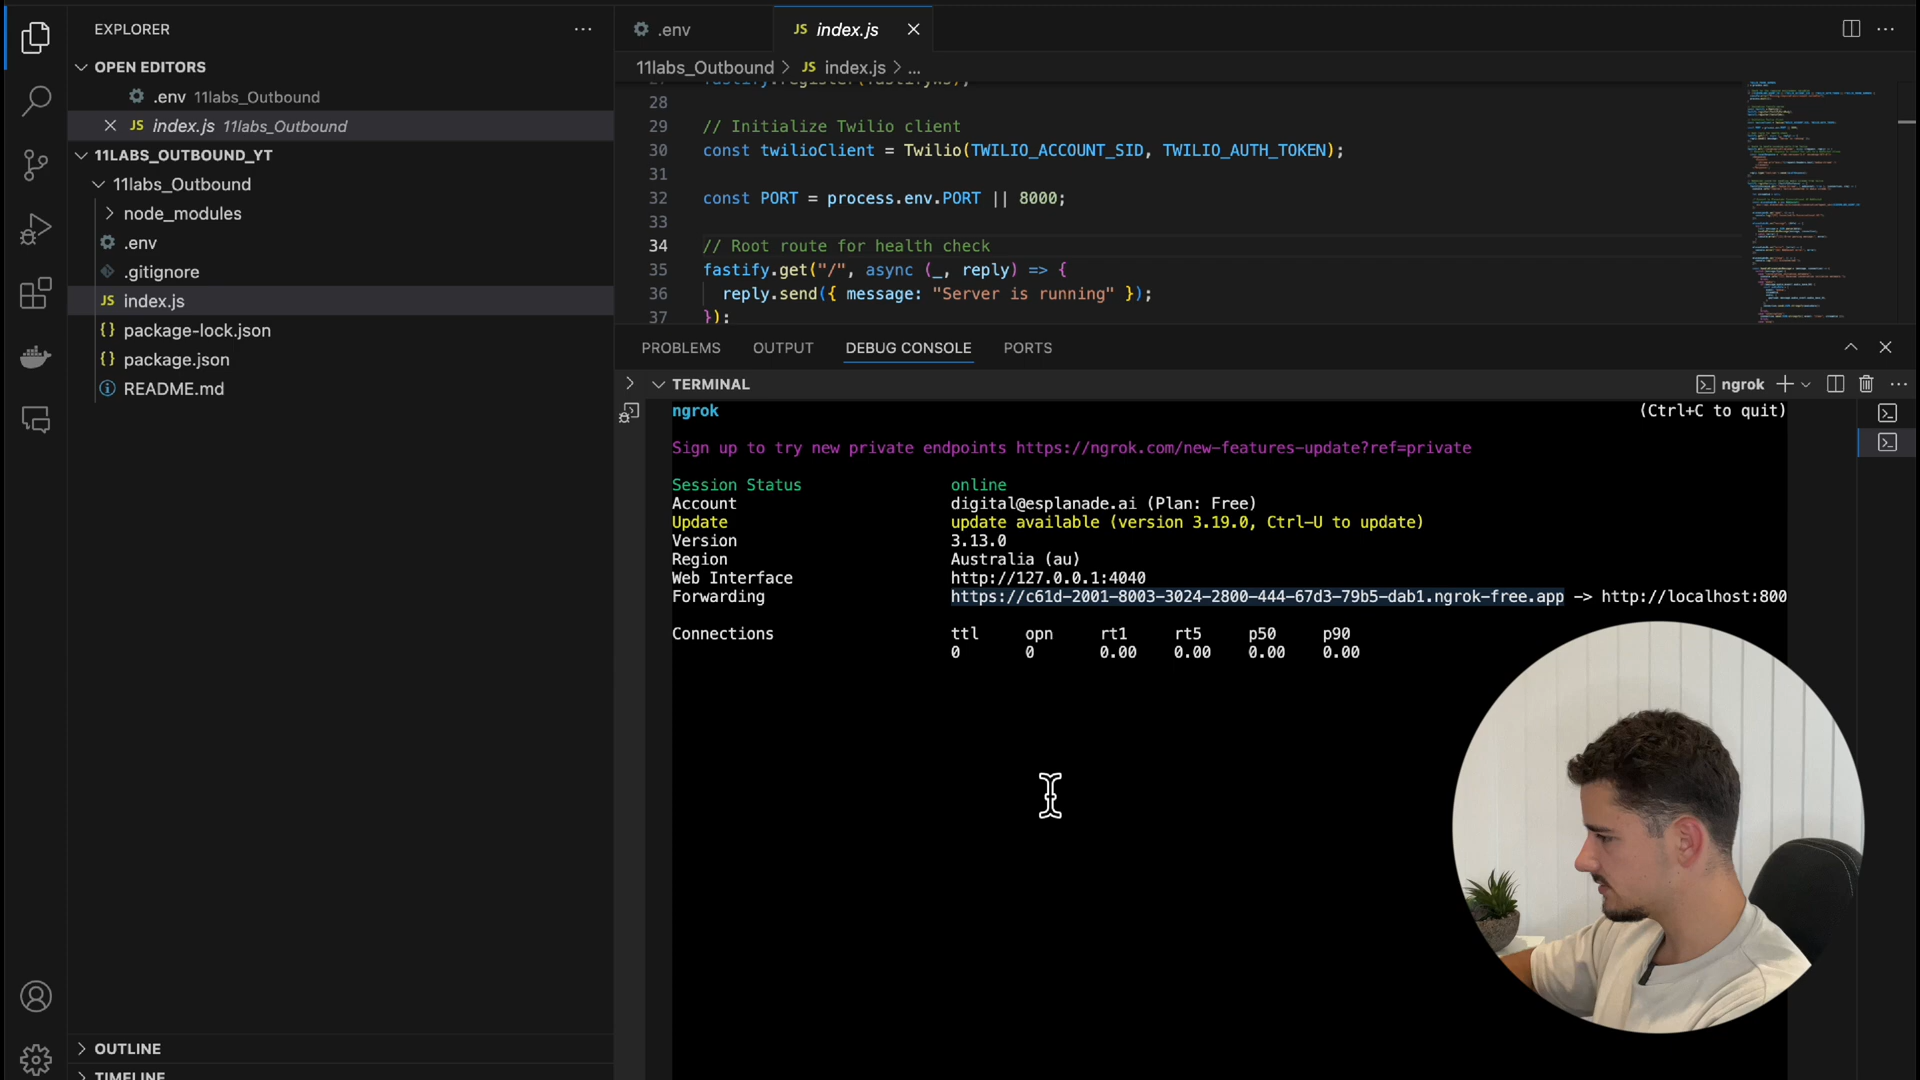 EXPLORER
OPEN EDITORS
.env 11labs_Outbound
JS index.js 11labs_Outbound
11LABS_OUTBOUND_YT
11labs_Outbound
node_modules
.env
.gitignore
JS index.js
{} package-lock.json
{} package.json
README.md
OUTLINE
TIMELINE
.env
JS index.js
11labs_Outbound > JS index.js > ...
28
29 // Initialize Twilio client
30 const twilioClient = Twilio(TWILIO_ACCOUNT_SID, TWILIO_AUTH_TOKEN);
31
32 const PORT = process.env.PORT || 8000;
33
34 // Root route for health check
35 fastify.get("/", async (_, reply) => {
36 reply.send({ message: "Server is running" });
37 });
PROBLEMS OUTPUT DEBUG CONSOLE PORTS
TERMINAL
ngrok
ngrok (Ctrl+C to quit)
Sign up to try new private endpoints https://ngrok.com/new-features-update?ref=private
Session Status online
Account digital@esplanade.ai (Plan: Free)
Update update available (version 3.19.0, Ctrl-U to update)
Version 3.13.0
Region Australia (au)
Web Interface http://127.0.0.1:4040
Forwarding https://c61d-2001-8003-3024-2800-444-67d3-79b5-dab1.ngrok-free.app -> http://localhost:800
Connections ttl opn rt1 rt5 p50 p90
0 0 0.00 0.00 0.00 0.00